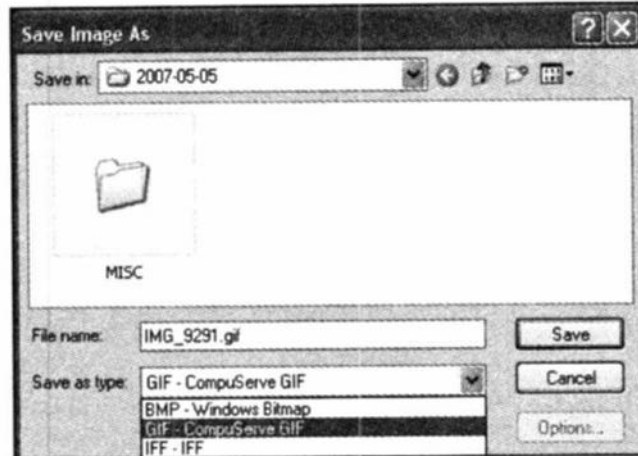 Save Image As
Save in: 2007-05-05
MISC
File name: IMG_9291.gif Save
Save as type: GIF - CompuServe GIF Cancel
BMP - Windows Bitmap
GIF - CompuServe GIF Options...
IFF - IFF